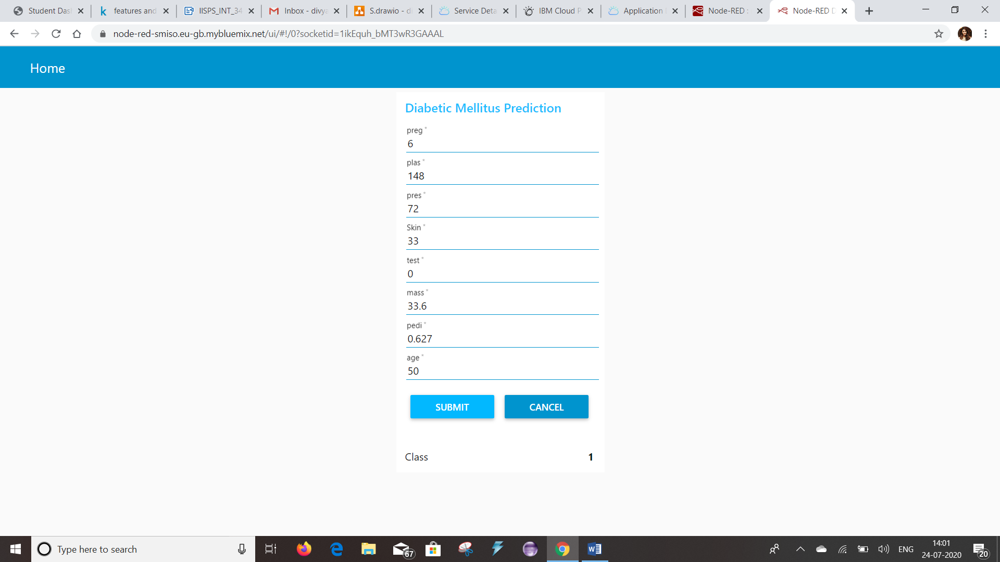 Student Das
features and
IISPS_INT_34
Inbox - divya
S.drawio - di
Service Deta
IBM Cloud P
Application
Node-RED :
Node-RED D
node-red-smiso.eu-gb.mybluemix.net/ui/#!/0?socketid=1ikEquh_bMT3wR3GAAAL
Home
Diabetic Mellitus Prediction
preg *
6
plas *
148
pres *
72
Skin *
33
test *
0
mass *
33.6
pedi *
0.627
age *
50
SUBMIT CANCEL
Class 1
Type here to search
67
ENG
14:01
24-07-2020
20